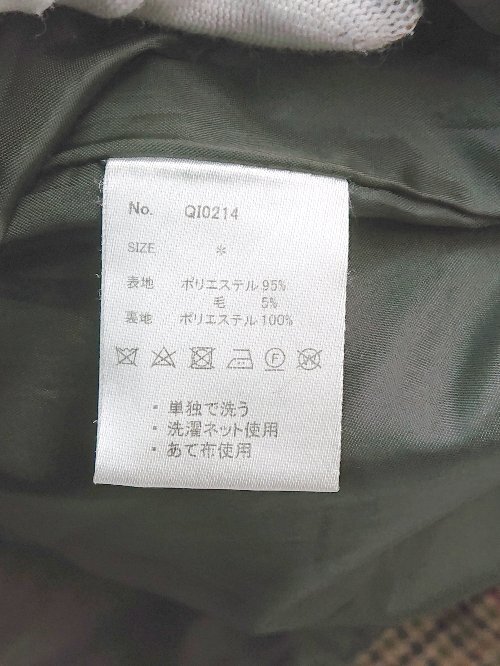 No. QI0214
SIZE *
表地 ポリエステル 95%
毛 5%
裏地 ポリエステル 100%
F W
・単独で洗う
・洗濯ネット使用
・あて布使用